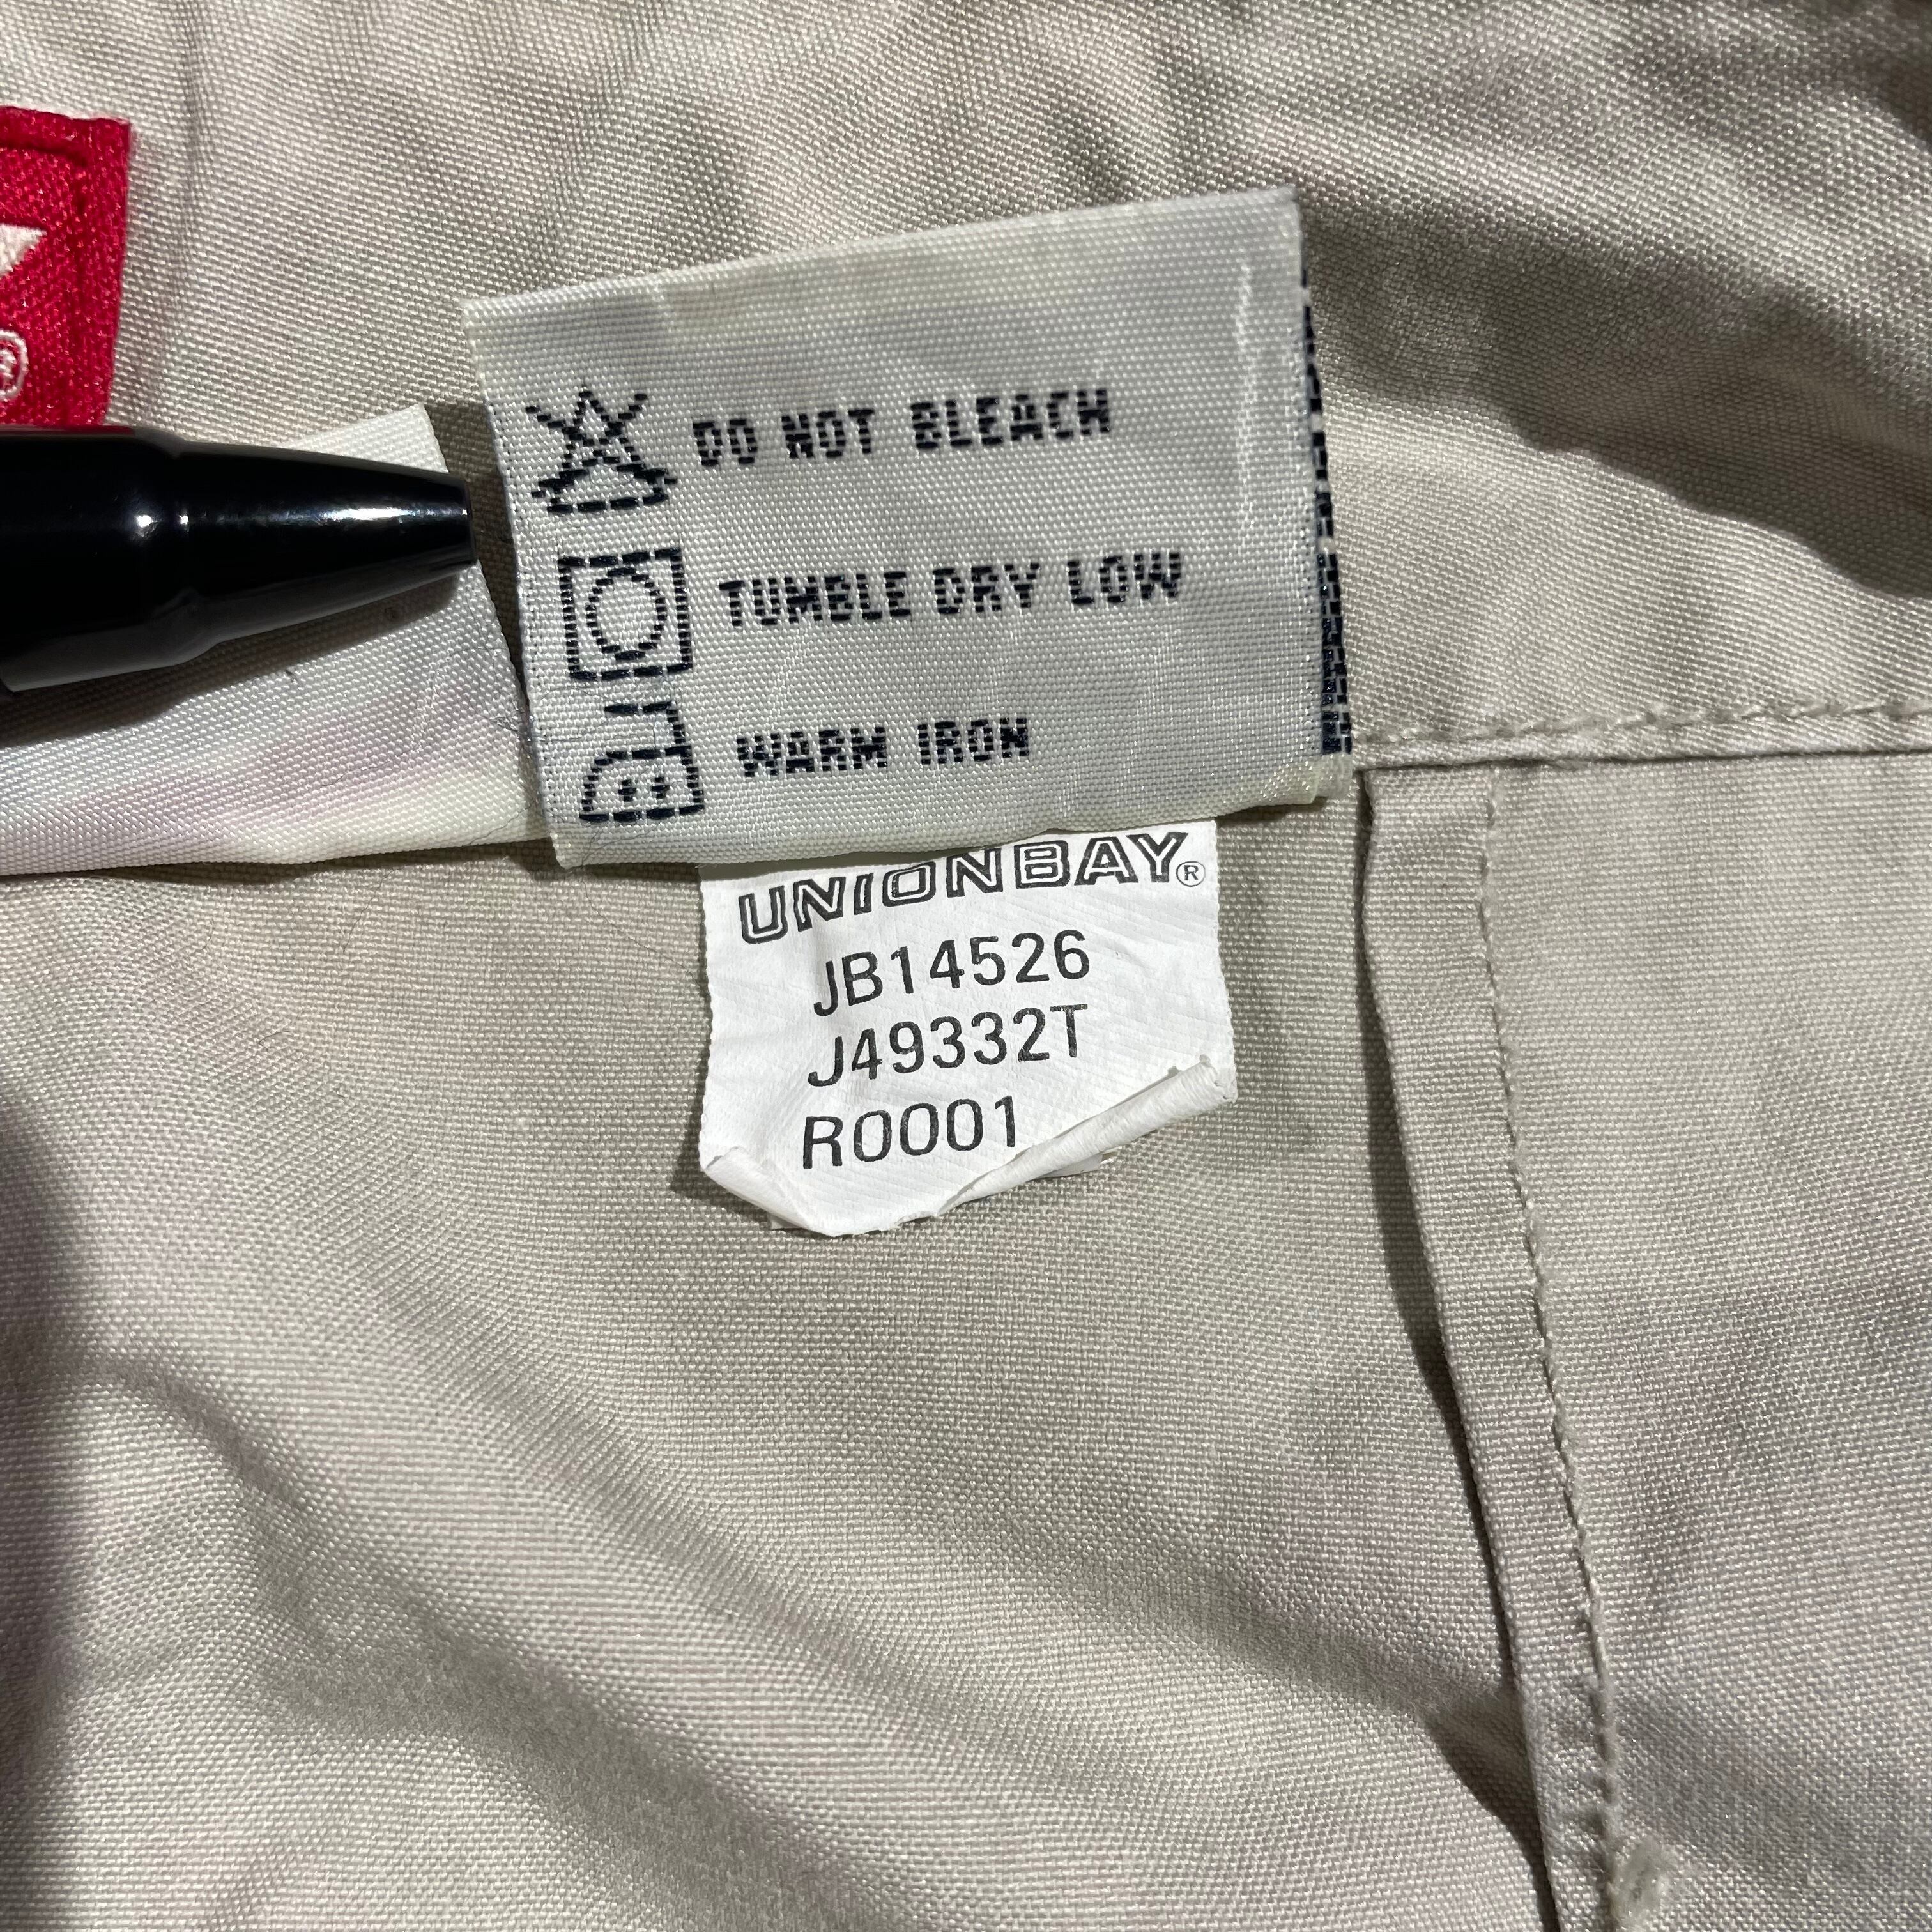 ®
DO NOT BLEACH
TUMBLE DRY LOW
WARM IRON
UNIONBAY®
JB14526
J49332T
R0001